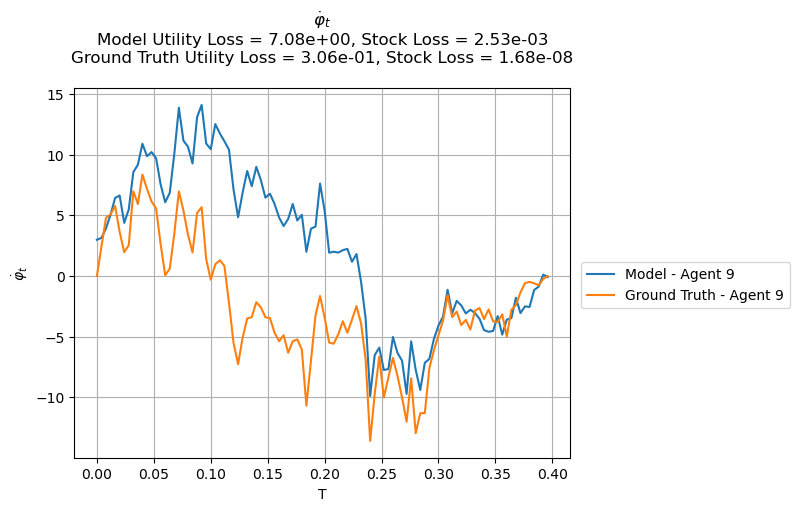 φ̇ₜ
Model Utility Loss = 7.08e+00, Stock Loss = 2.53e-03
Ground Truth Utility Loss = 3.06e-01, Stock Loss = 1.68e-08
15
10
5
0
−5
−10
φ̇ₜ
0.00 0.05 0.10 0.15 0.20 0.25 0.30 0.35 0.40
T
Model - Agent 9
Ground Truth - Agent 9